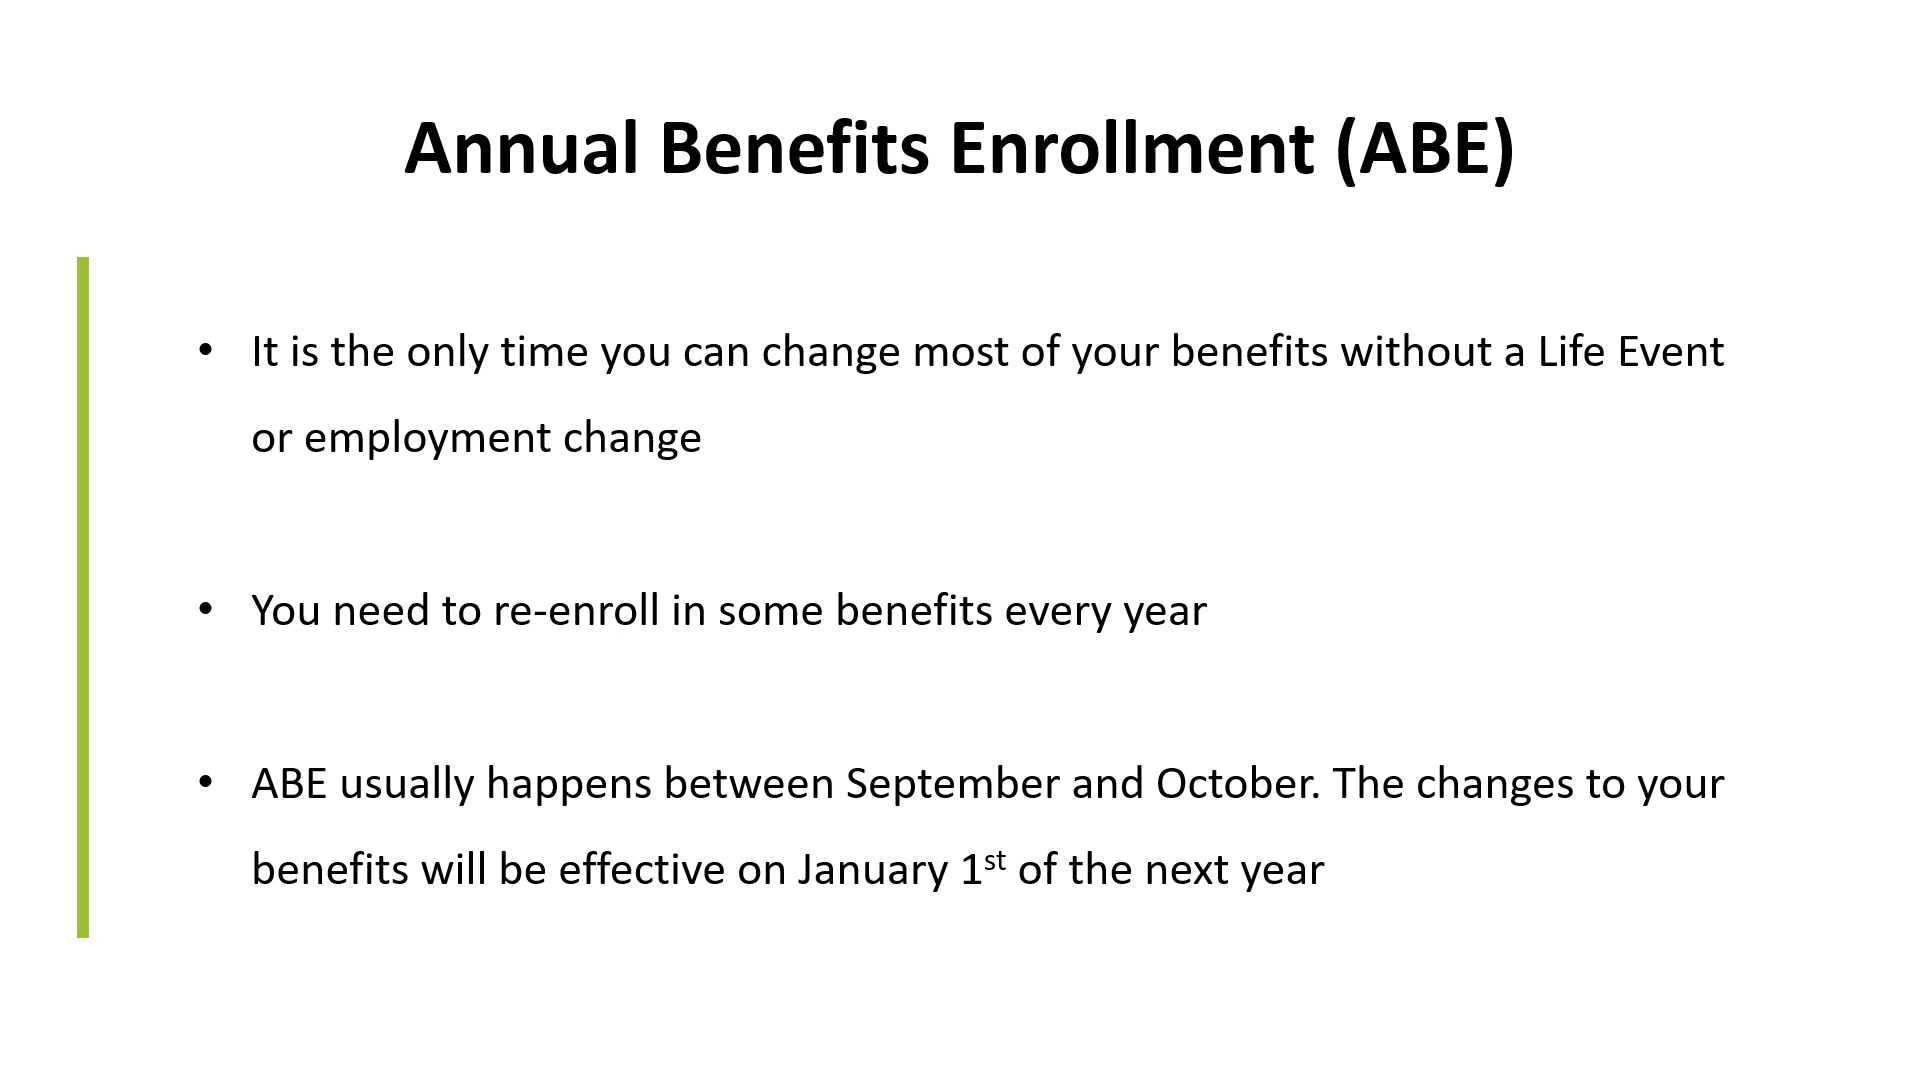 Annual Benefits Enrollment (ABE)
• It is the only time you can change most of your benefits without a Life Event
or employment change
• You need to re-enroll in some benefits every year
• ABE usually happens between September and October. The changes to your
benefits will be effective on January 1st of the next year